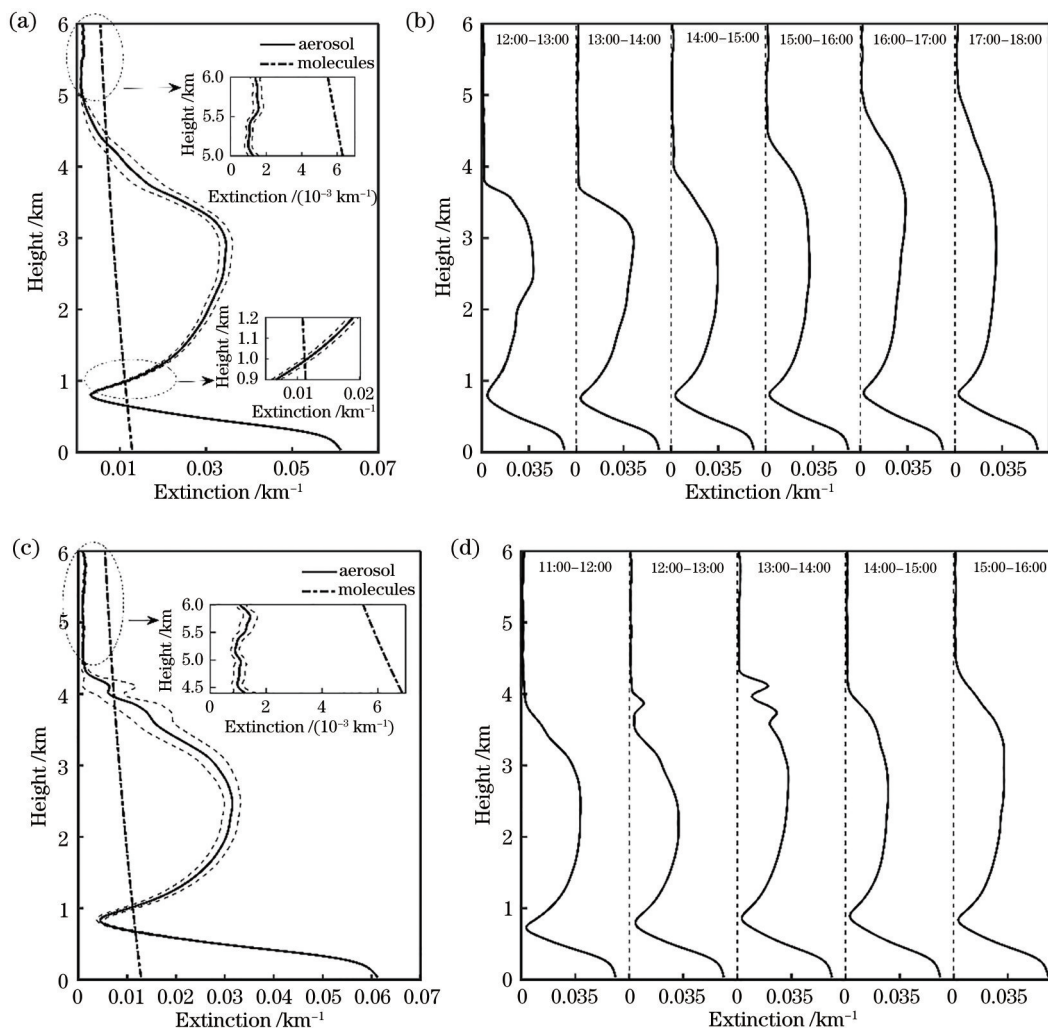 (a)
6
5
4
3
2
1
0
Height /km
aerosol
molecules
6.0
5.5
5.0
Height /km
0 2 4 6
Extinction /(10⁻³ km⁻¹)
1.2
1.1
1.0
0.9
Height /km
0.01 0.02
Extinction /km⁻¹
0.01 0.03 0.05 0.07
Extinction /km⁻¹
(b)
6
5
4
3
2
1
0
Height /km
12:00−13:00 13:00−14:00 14:00−15:00 15:00−16:00 16:00−17:00 17:00−18:00
0 0.035 0 0.035 0 0.035 0 0.035 0 0.035 0 0.035
Extinction /km⁻¹
(c)
6
5
4
3
2
1
0
Height /km
aerosol
molecules
6.0
5.5
5.0
4.5
Height /km
0 2 4 6
Extinction /(10⁻³ km⁻¹)
0 0.01 0.02 0.03 0.04 0.05 0.06 0.07
Extinction /km⁻¹
(d)
6
5
4
3
2
1
0
Height /km
11:00−12:00 12:00−13:00 13:00−14:00 14:00−15:00 15:00−16:00
0 0.035 0 0.035 0 0.035 0 0.035 0 0.035
Extinction /km⁻¹